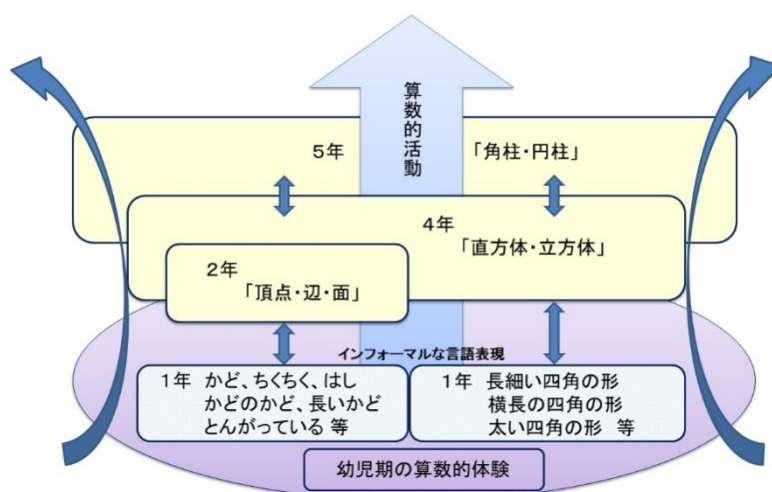 算数的活動
5年 「角柱・円柱」
4年
「直方体・立方体」
2年
「頂点・辺・面」
インフォーマルな言語表現
1年 かど、ちくちく、はし
かどのかど、長いかど
とんがっている 等
1年 長細い四角の形
横長の四角の形
太い四角の形 等
幼児期の算数的体験